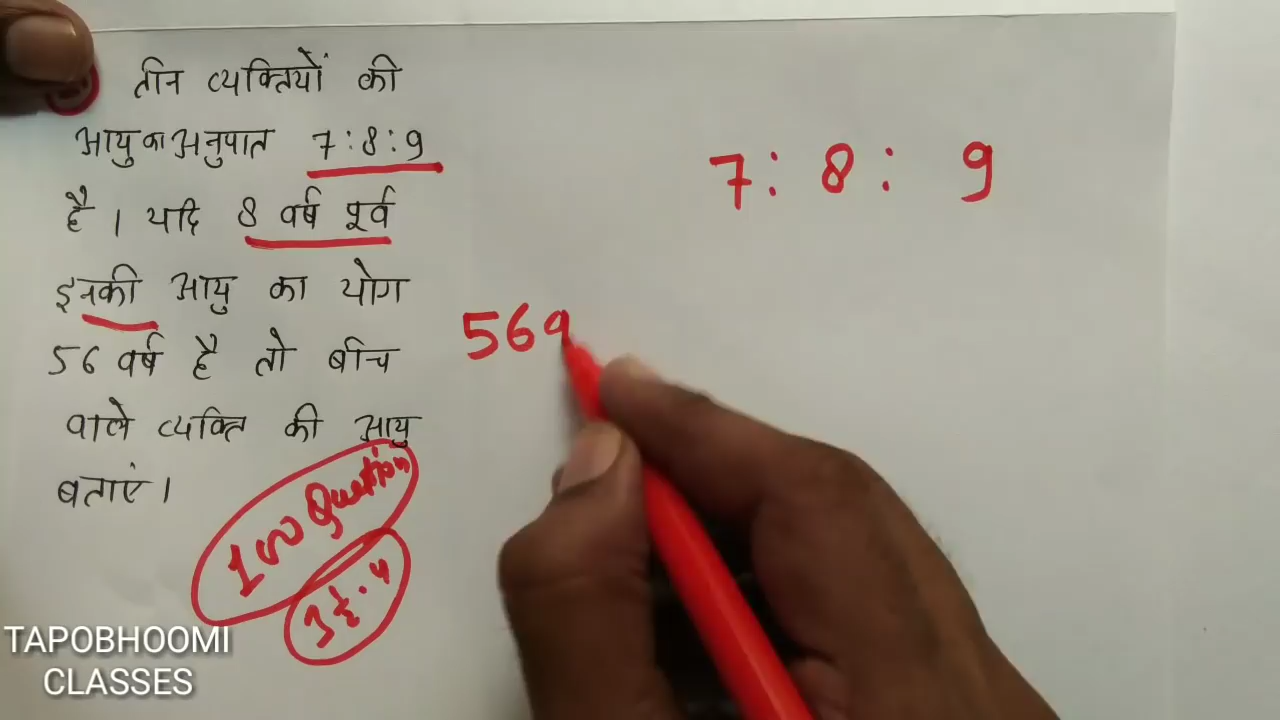 तीन व्यक्तियों की
आयु का अनुपात 7:8:9
है। यदि 8 वर्ष पूर्व
इनकी आयु का योग
56 वर्ष है तो बीच
वाले व्यक्ति की आयु
बताएं।
7: 8: 9
569
100 Question
TAPOBHOOMI
CLASSES